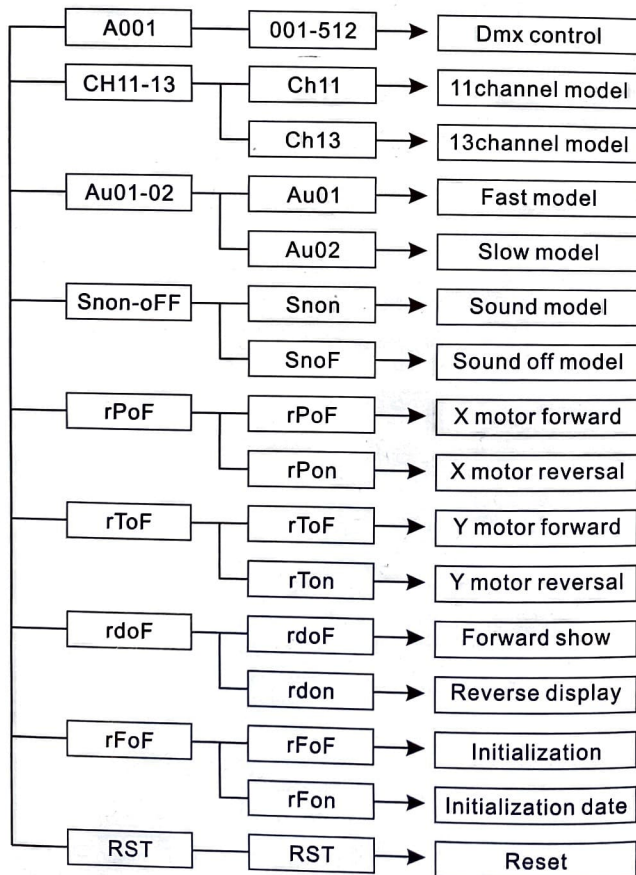 A001 001-512 Dmx control
CH11-13 Ch11 11channel model
Ch13 13channel model
Au01-02 Au01 Fast model
Au02 Slow model
Snon-oFF Snon Sound model
SnoF Sound off model
rPoF rPoF X motor forward
rPon X motor reversal
rToF rToF Y motor forward
rTon Y motor reversal
rdoF rdoF Forward show
rdon Reverse display
rFoF rFoF Initialization
rFon Initialization date
RST RST Reset